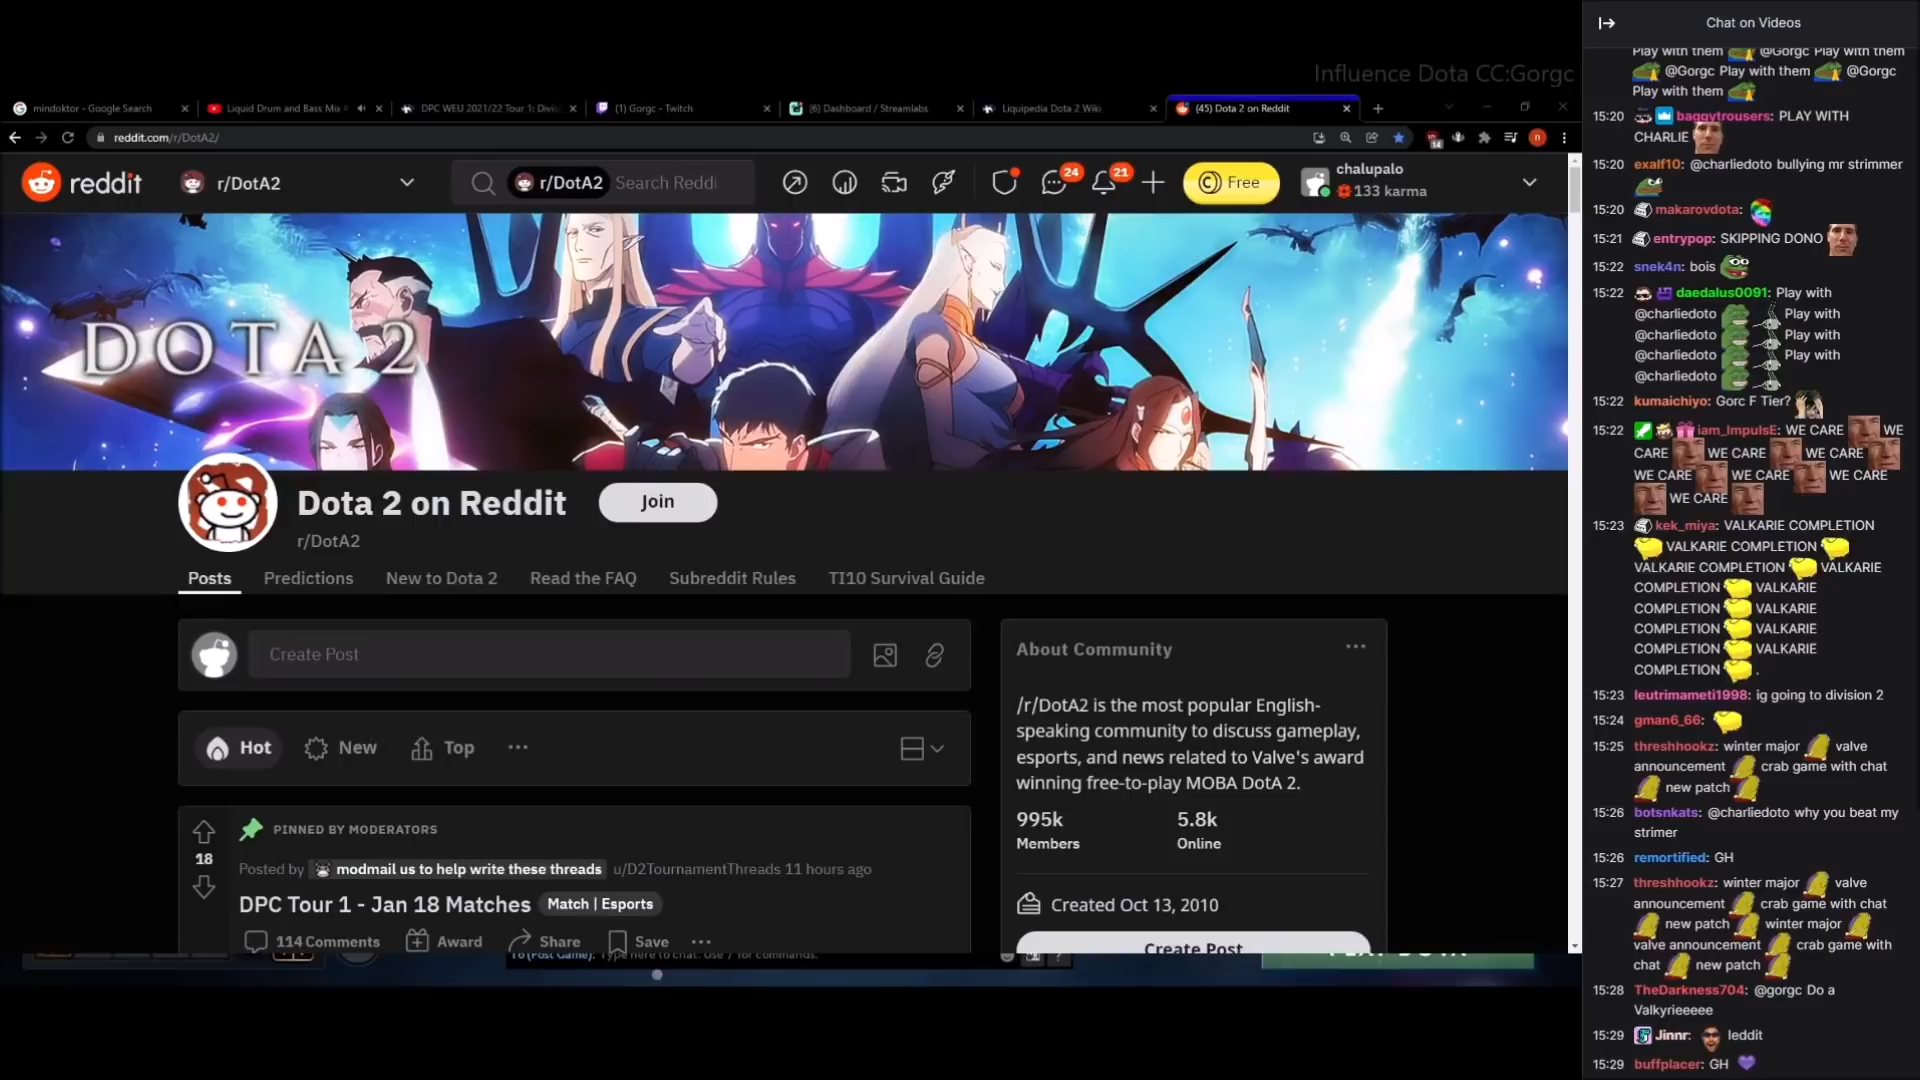 Influence Dota CC:Gorgc
mindoktor - Google Search
Liquid Drum and Bass Mix
DPC WEU 2021/22 Tour 1: Divi
(1) Gorgc - Twitch
(6) Dashboard / Streamlabs
Liquipedia Dota 2 Wiki
(45) Dota 2 on Reddit
reddit.com/r/DotA2/
14
n
reddit
r/DotA2
r/DotA2 Search Reddi
24
21
Free
chalupalo
133 karma
DOTA 2
Dota 2 on Reddit
Join
r/DotA2
Posts
Predictions
New to Dota 2
Read the FAQ
Subreddit Rules
TI10 Survival Guide
Create Post
Hot
New
Top
PINNED BY MODERATORS
18
Posted by modmail us to help write these threads u/D2TournamentThreads 11 hours ago
DPC Tour 1 - Jan 18 Matches Match | Esports
114 Comments
Award
Share
Save
To (Post Game): Type here to chat. Use '/' for commands.
About Community
/r/DotA2 is the most popular English-
speaking community to discuss gameplay,
esports, and news related to Valve's award
winning free-to-play MOBA DotA 2.
995k
Members
5.8k
Online
Created Oct 13, 2010
Create Post
Chat on Videos
Play with them @Gorgc Play with them
@Gorgc Play with them @Gorgc
Play with them
15:20 baggytrousers: PLAY WITH
CHARLIE
15:20 exalf10: @charliedoto bullying mr strimmer
15:20 makarovdota:
15:21 entrypop: SKIPPING DONO
15:22 snek4n: bois
15:22 daedalus0091: Play with
@charliedoto Play with
@charliedoto Play with
@charliedoto Play with
@charliedoto
15:22 kumaichiyo: Gorc F Tier?
15:22 iam_ImpulsE: WE CARE WE
CARE WE CARE WE CARE
WE CARE WE CARE WE CARE
WE CARE
15:23 kek_miya: VALKARIE COMPLETION
VALKARIE COMPLETION
VALKARIE COMPLETION VALKARIE
COMPLETION VALKARIE
COMPLETION VALKARIE
COMPLETION VALKARIE
COMPLETION VALKARIE
COMPLETION .
15:23 leutrimameti1998: ig going to division 2
15:24 gman6_66:
15:25 threshhookz: winter major valve
announcement crab game with chat
new patch
15:26 botsnkats: @charliedoto why you beat my
strimer
15:26 remortified: GH
15:27 threshhookz: winter major valve
announcement crab game with chat
new patch winter major
valve announcement crab game with
chat new patch
15:28 TheDarkness704: @gorgc Do a
Valkyrieeeee
15:29 Jinnr: leddit
15:29 buffplacer: GH